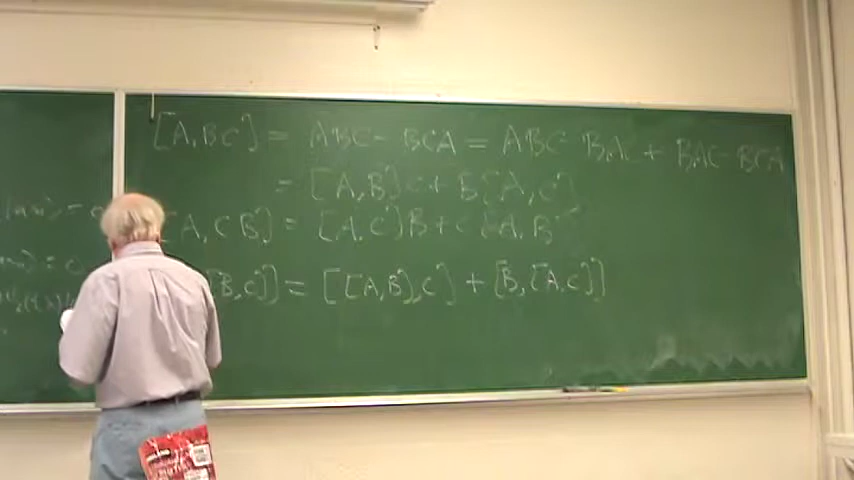 [A,BC] = ABC - BCA = ABC - BAC + BAC - BCA
= [A,B]C + B[A,C]
A,CB] = [A,C]B + C[A,B
[B,C]] = [[A,B],C] + [B,[A,C]]